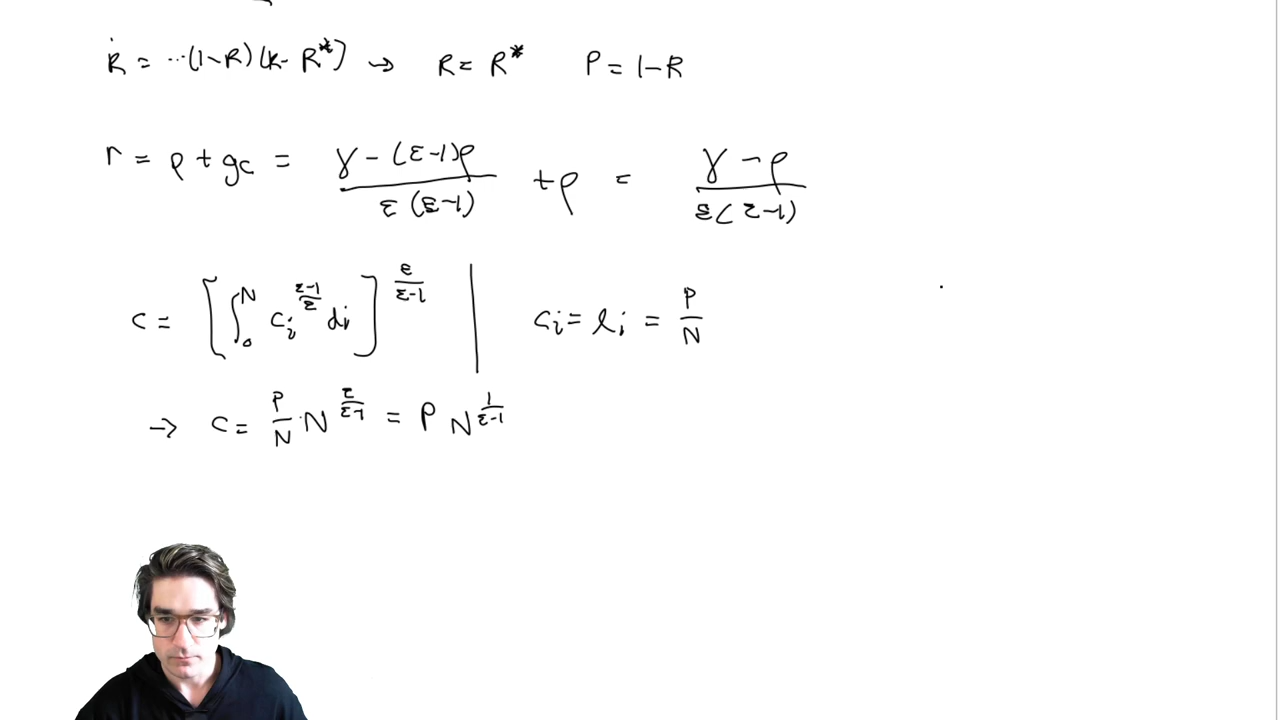 Ṙ = ...(1-R)(R-R*) → R = R* P = 1-R
r = ρ + gc = γ - (ε-1)ρ / ε(ε-1) + ρ = γ - ρ / ε(ε-1)
c = [∫₀ᴺ cᵢ^((ε-1)/ε) di]^(ε/(ε-1)) | cᵢ = ℓᵢ = P/N
→ c = P/N · N^(ε/(ε-1)) = P N^(1/(ε-1))